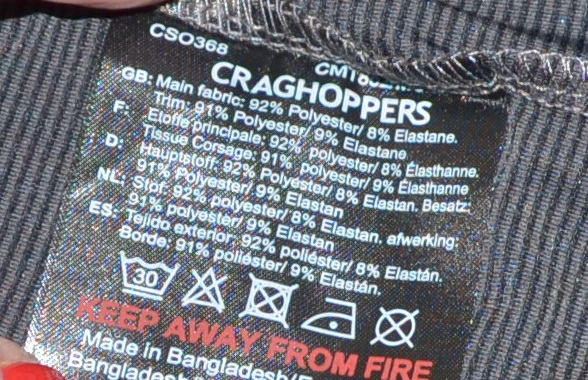 CSO368
CRAGHOPPERS
GB: Main fabric: 92% Polyester/ 8% Elastane.
Trim: 91% Polyester/ 9% Elastane
F: Etoffe principale: 92% polyester/ 8% Élasthanne.
Tissue Corsage: 91% polyester/ 9% Élasthanne
D: Hauptstoff: 92% Polyester/ 8% Elastan. Besatz:
91% Polyester/ 9% Elastan
NL: Stof: 92% polyester/ 8% Elastan. afwerking:
91% polyester/ 9% Elastan
ES: Tejido exterior: 92% poliéster/ 8% Elastán.
Borde: 91% poliéster/ 9% Elastán.
30
KEEP AWAY FROM FIRE
Made in Bangladesh/